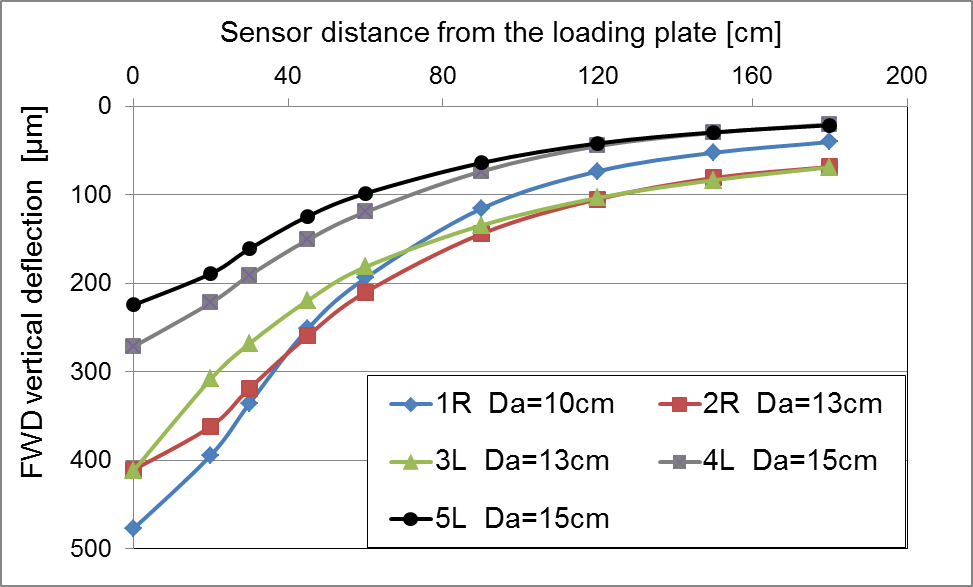 Sensor distance from the loading plate [cm]
0 40 80 120 160 200
FWD vertical deflection [µm]
0
100
200
300
400
500
1R Da=10cm 2R Da=13cm
3L Da=13cm 4L Da=15cm
5L Da=15cm